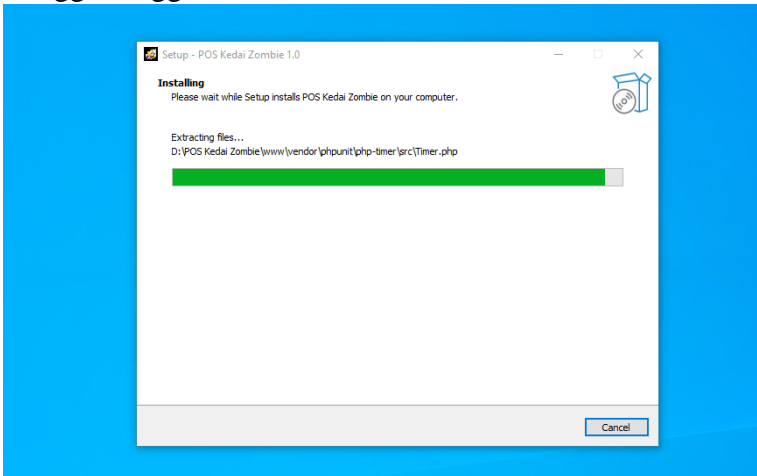 Setup - POS Kedai Zombie 1.0
Installing
Please wait while Setup installs POS Kedai Zombie on your computer.
Extracting files...
D:\POS Kedai Zombie\www\vendor\phpunit\php-timer\src\Timer.php
Cancel